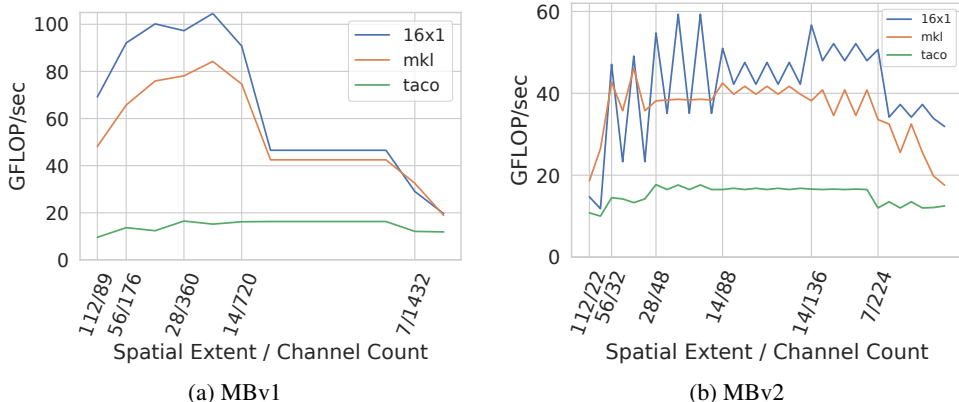 100
80
60
40
20
0
GFLOP/sec
16x1
mkl
taco
112/89
56/176
28/360
14/720
7/1432
Spatial Extent / Channel Count
(a) MBv1
60
40
20
0
GFLOP/sec
16x1
mkl
taco
112/22
56/32
28/48
14/88
14/136
7/224
Spatial Extent / Channel Count
(b) MBv2